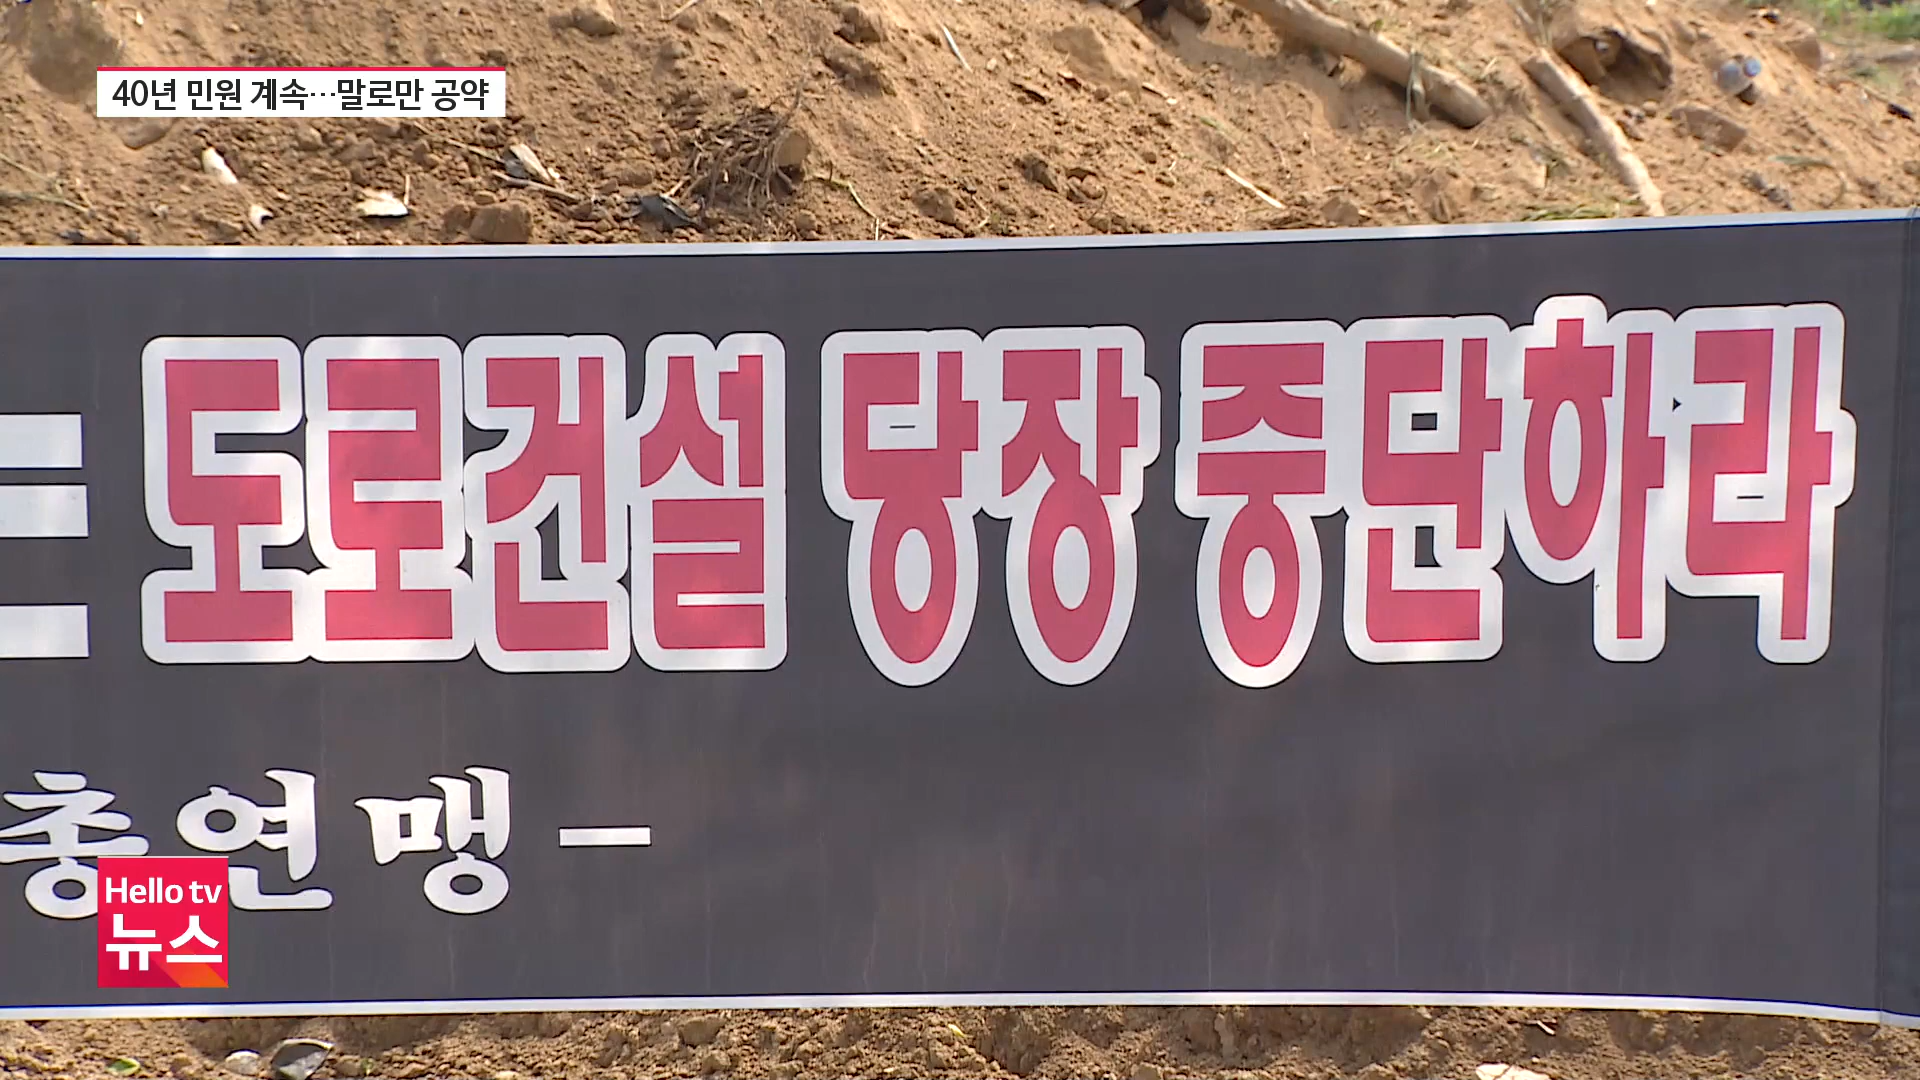 40년 민원 계속…말로만 공약
도로건설 당장 중단하라
총연맹 -
Hello tv
뉴스